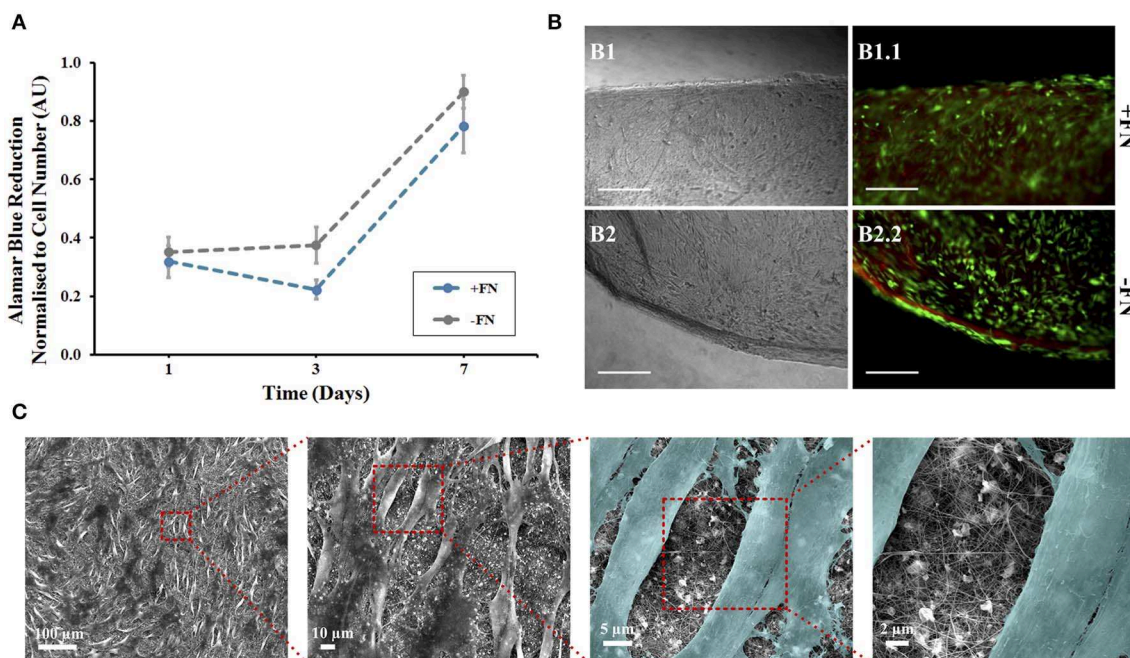 A
Alamar Blue Reduction
Normalised to Cell Number (AU)
1.0
0.8
0.6
0.4
0.2
0.0
1
3
7
Time (Days)
+FN
-FN
B
B1
B1.1
+FN
B2
B2.2
-FN
C
100 µm
10 µm
5 µm
2 µm